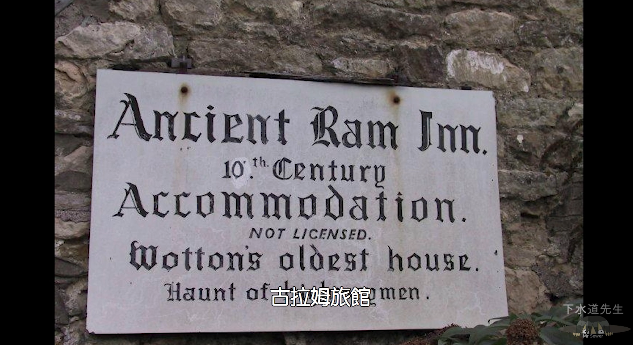 Ancient Ram Inn.
10th. Century
Accommodation.
NOT LICENSED.
Wotton's oldest house.
Haunt of
古拉姆旅館
men.
下水道先生